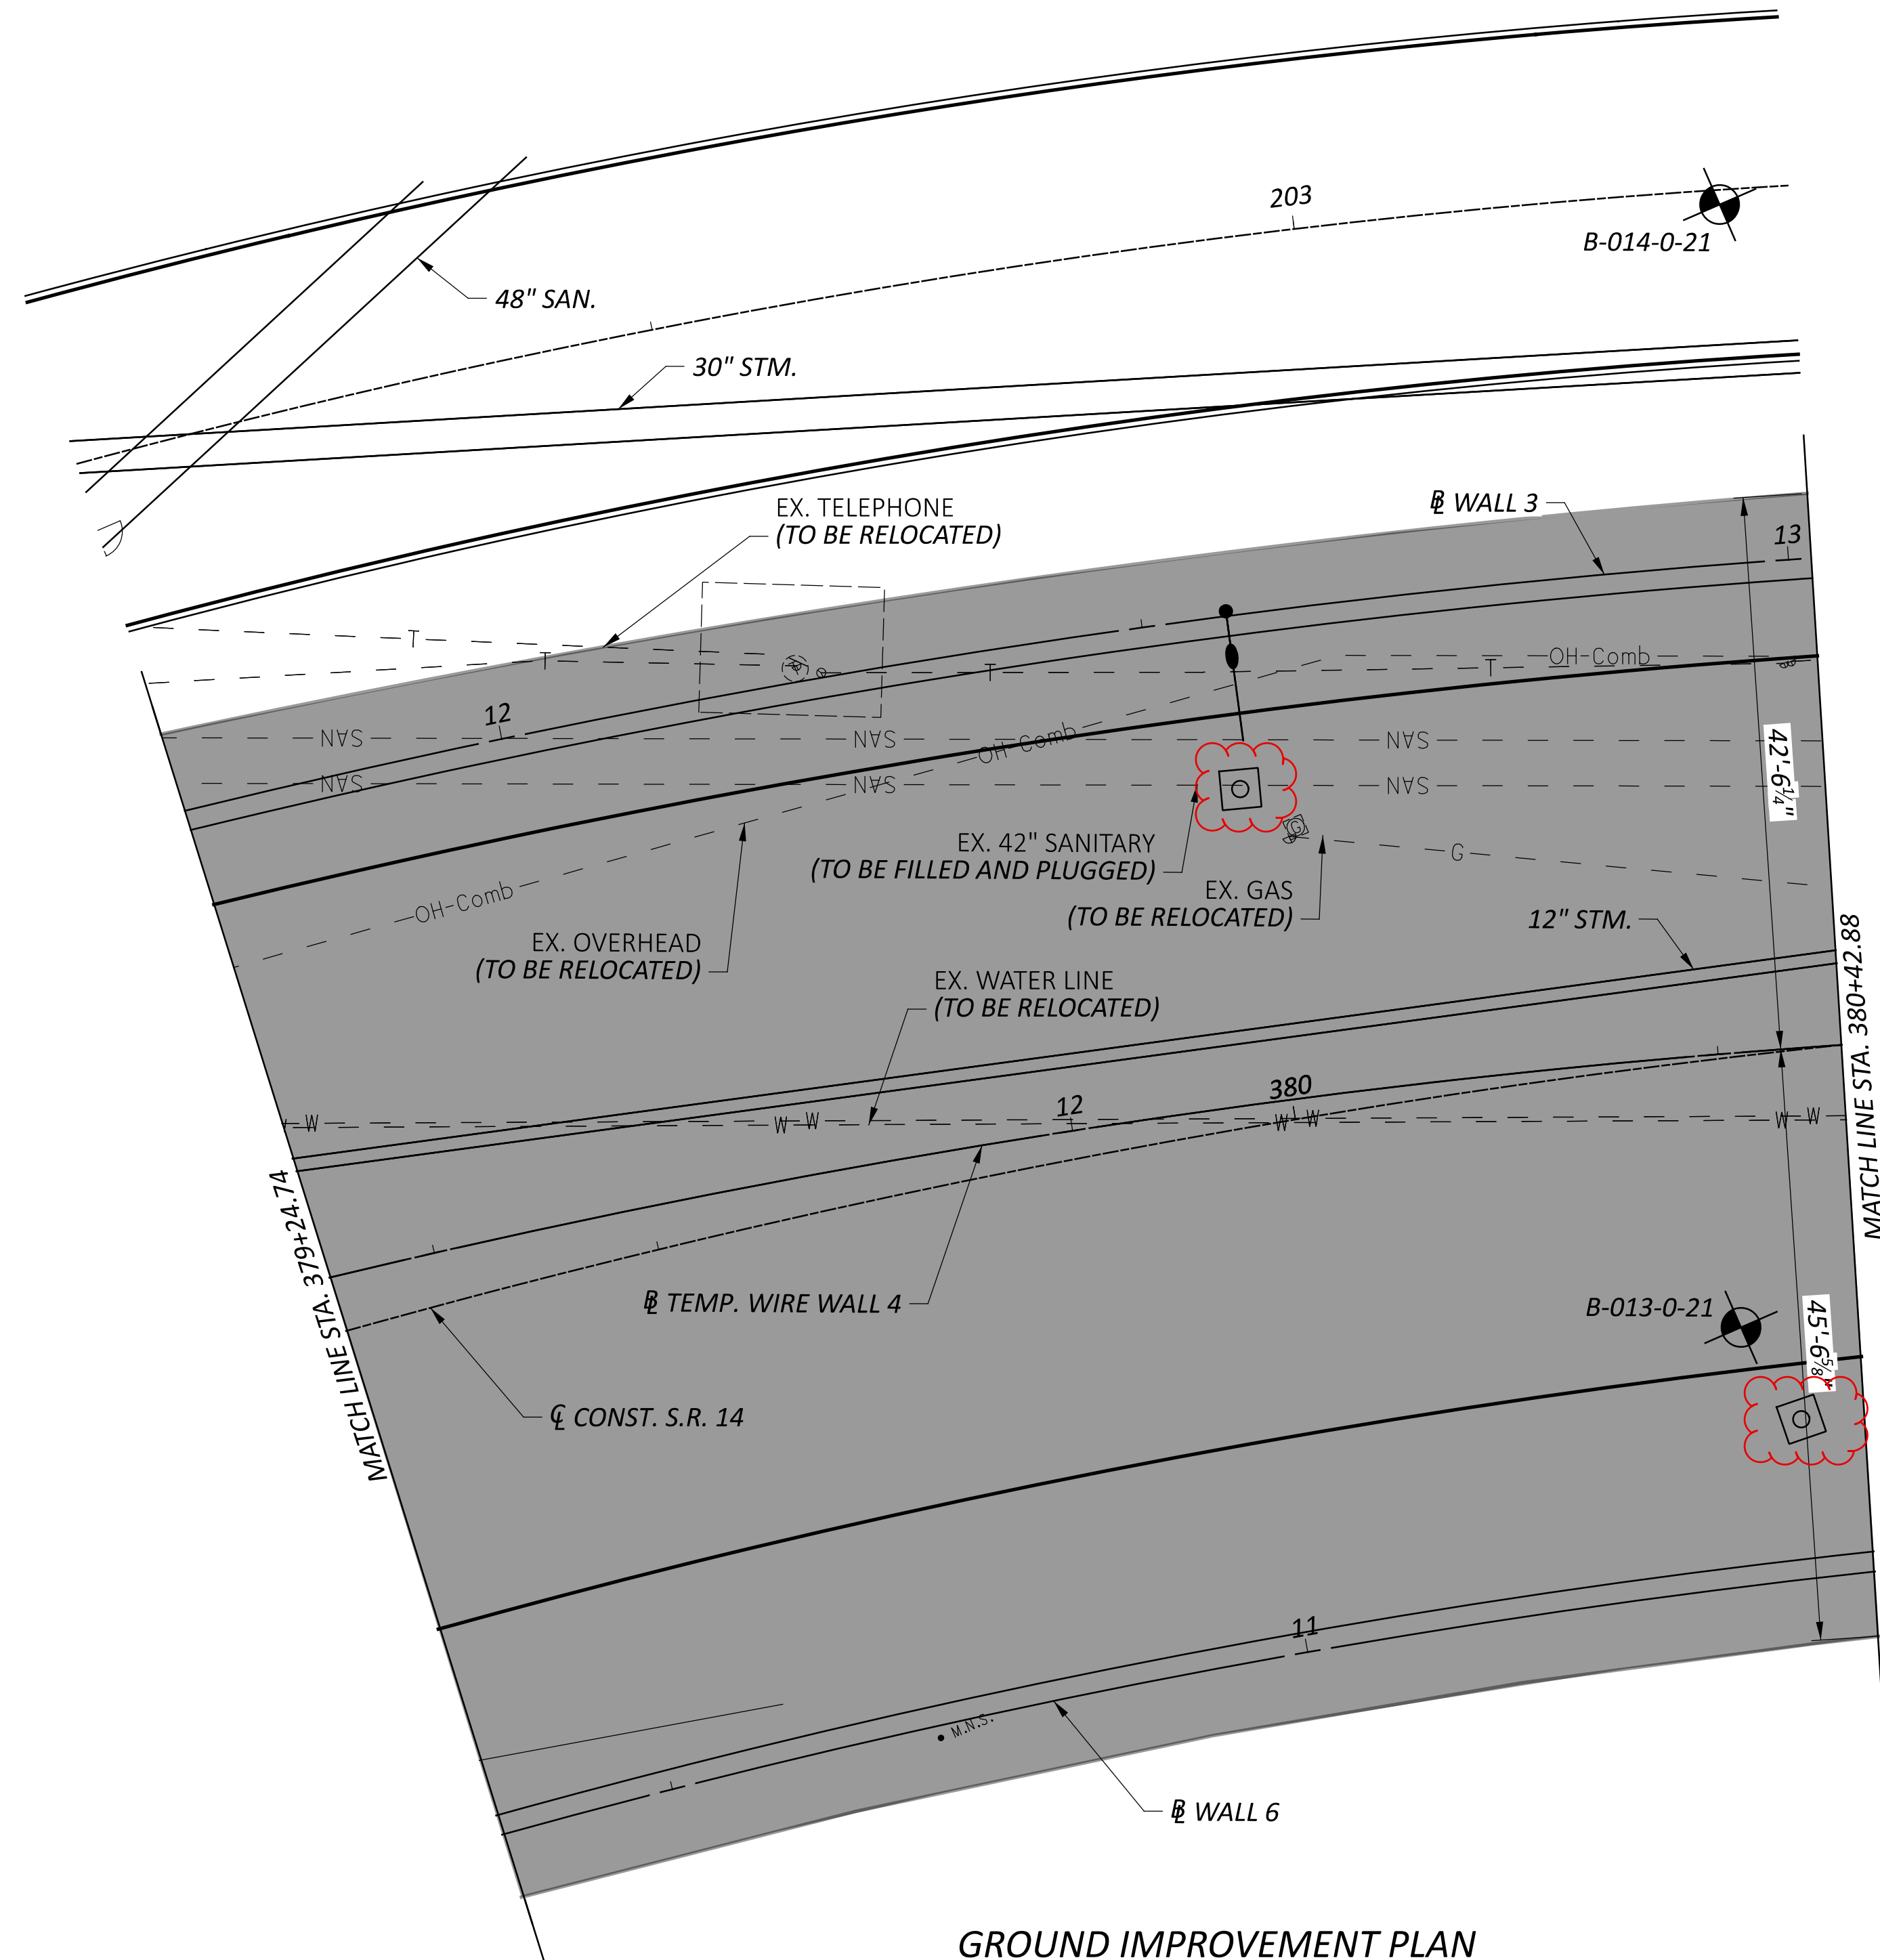 203
B-014-0-21
48" SAN.
30" STM.
EX. TELEPHONE
(TO BE RELOCATED)
BL WALL 3
13
T
T
T
T
OH-Comb
12
SAN
SAN
SAN
OH-Comb
SAN
SAN
SAN
42'-6¼"
G
EX. 42" SANITARY
(TO BE FILLED AND PLUGGED)
G
EX. GAS
(TO BE RELOCATED)
OH-Comb
12" STM.
EX. OVERHEAD
(TO BE RELOCATED)
EX. WATER LINE
(TO BE RELOCATED)
MATCH LINE STA. 380+42.88
380
12
W
W W
W W
W W
MATCH LINE STA. 379+24.74
BL TEMP. WIRE WALL 4
B-013-0-21
45'-6⅝"
CL CONST. S.R. 14
11
M.N.S.
BL WALL 6
GROUND IMPROVEMENT PLAN